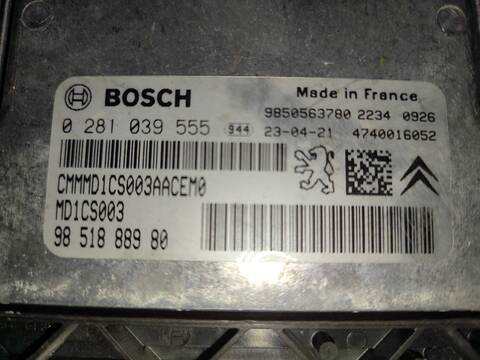 BOSCH
Made in France
9850563780 2234 0926
0 281 039 555 944 23-04-21 4740016052
CMMMD1CS003AACEM0
MD1CS003
98 518 889 80